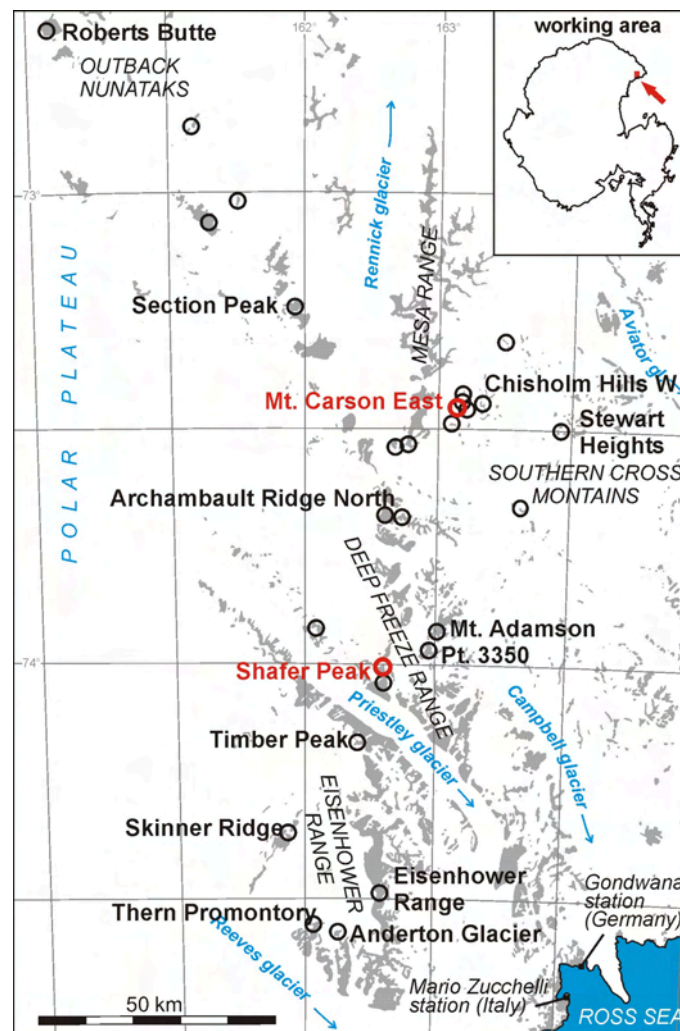 162°
163°
working area
Roberts Butte
OUTBACK
NUNATAKS
73°
Rennick glacier
MESA RANGE
POLAR PLATEAU
Section Peak
Aviator gl
Chisholm Hills W
Mt. Carson East
Stewart
Heights
SOUTHERN CROSS
MONTAINS
Archambault Ridge North
DEEP FREEZE RANGE
Mt. Adamson
74°
Pt. 3350
Shafer Peak
Priestley glacier
Campbell glacier
Timber Peak
EISENHOWER
RANGE
Skinner Ridge
Eisenhower
Range
Gondwana
station
(Germany)
Thern Promontory
Anderton Glacier
Reeves glacier
Mario Zucchelli
station (Italy)
50 km
ROSS SEA